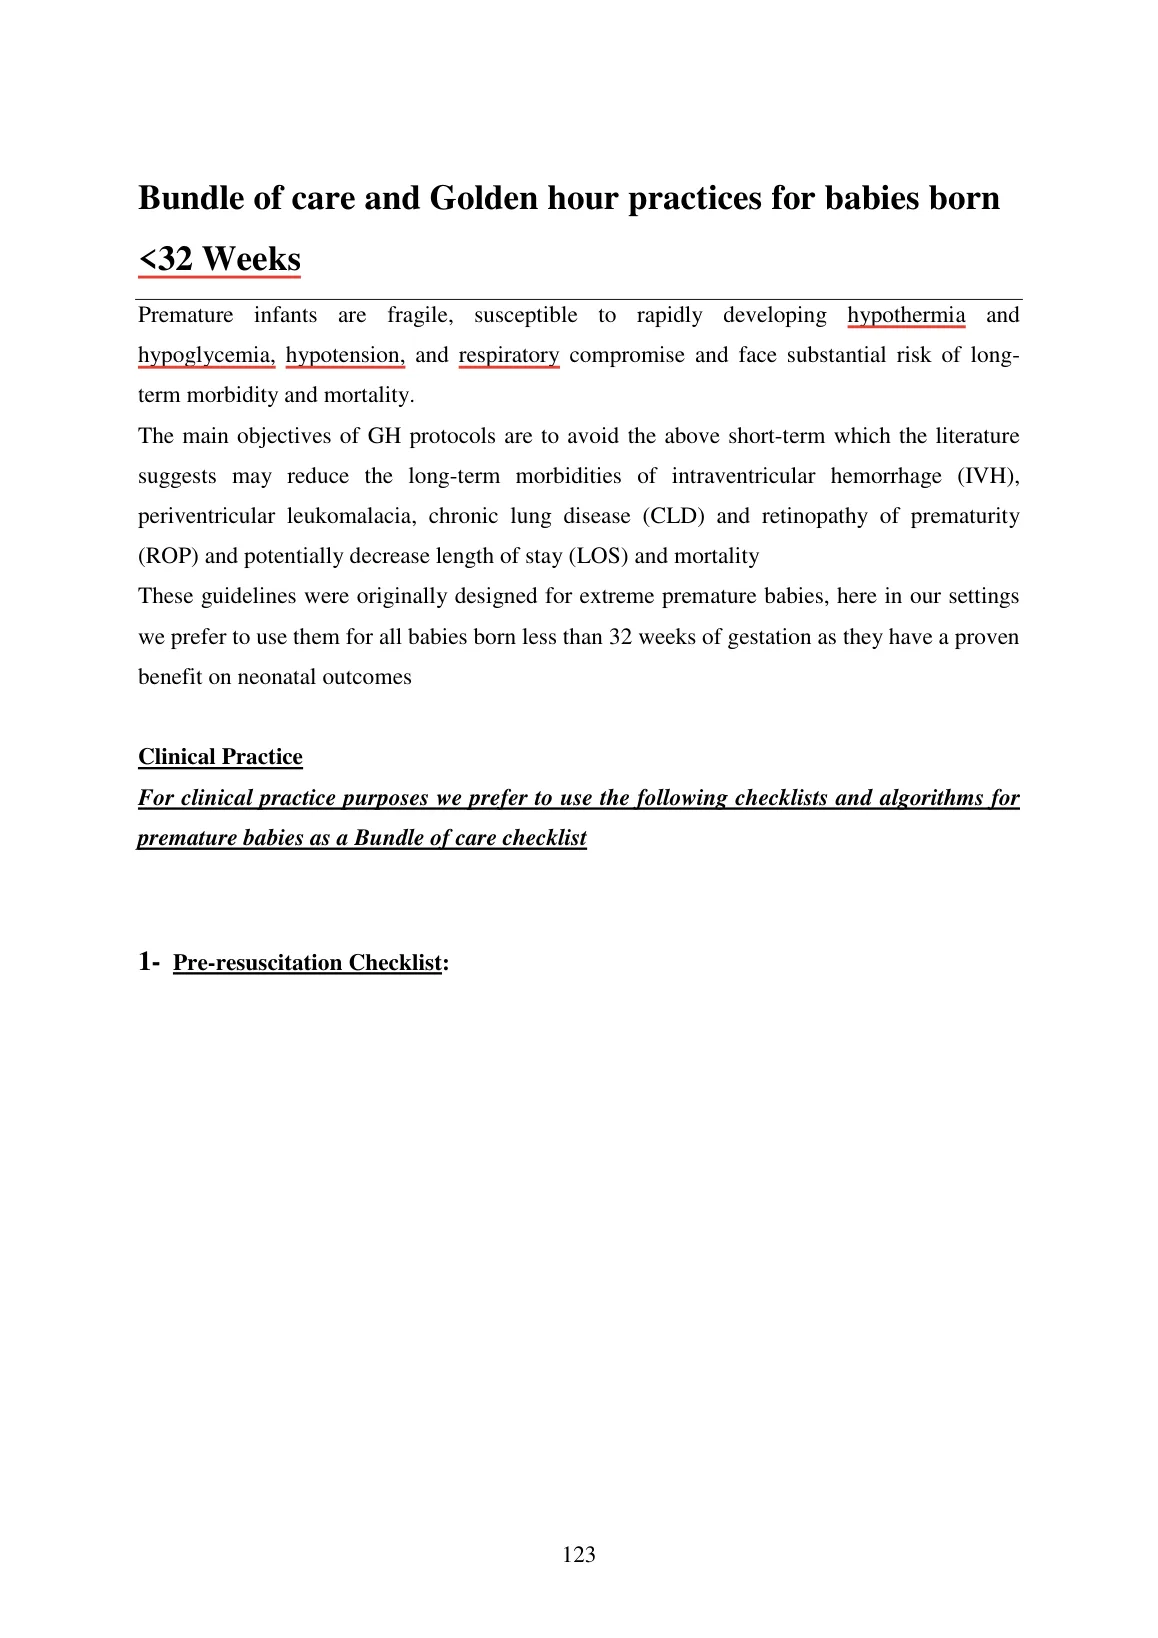 Bundle of care and Golden hour practices for babies born
<32 Weeks
Premature infants are fragile, susceptible to rapidly developing hypothermia and
hypoglycemia, hypotension, and respiratory compromise and face substantial risk of long-
term morbidity and mortality.
The main objectives of GH protocols are to avoid the above short-term which the literature
suggests may reduce the long-term morbidities of intraventricular hemorrhage (IVH),
periventricular leukomalacia, chronic lung disease (CLD) and retinopathy of prematurity
(ROP) and potentially decrease length of stay (LOS) and mortality
These guidelines were originally designed for extreme premature babies, here in our settings
we prefer to use them for all babies born less than 32 weeks of gestation as they have a proven
benefit on neonatal outcomes
Clinical Practice
For clinical practice purposes we prefer to use the following checklists and algorithms for
premature babies as a Bundle of care checklist
1- Pre-resuscitation Checklist:
123